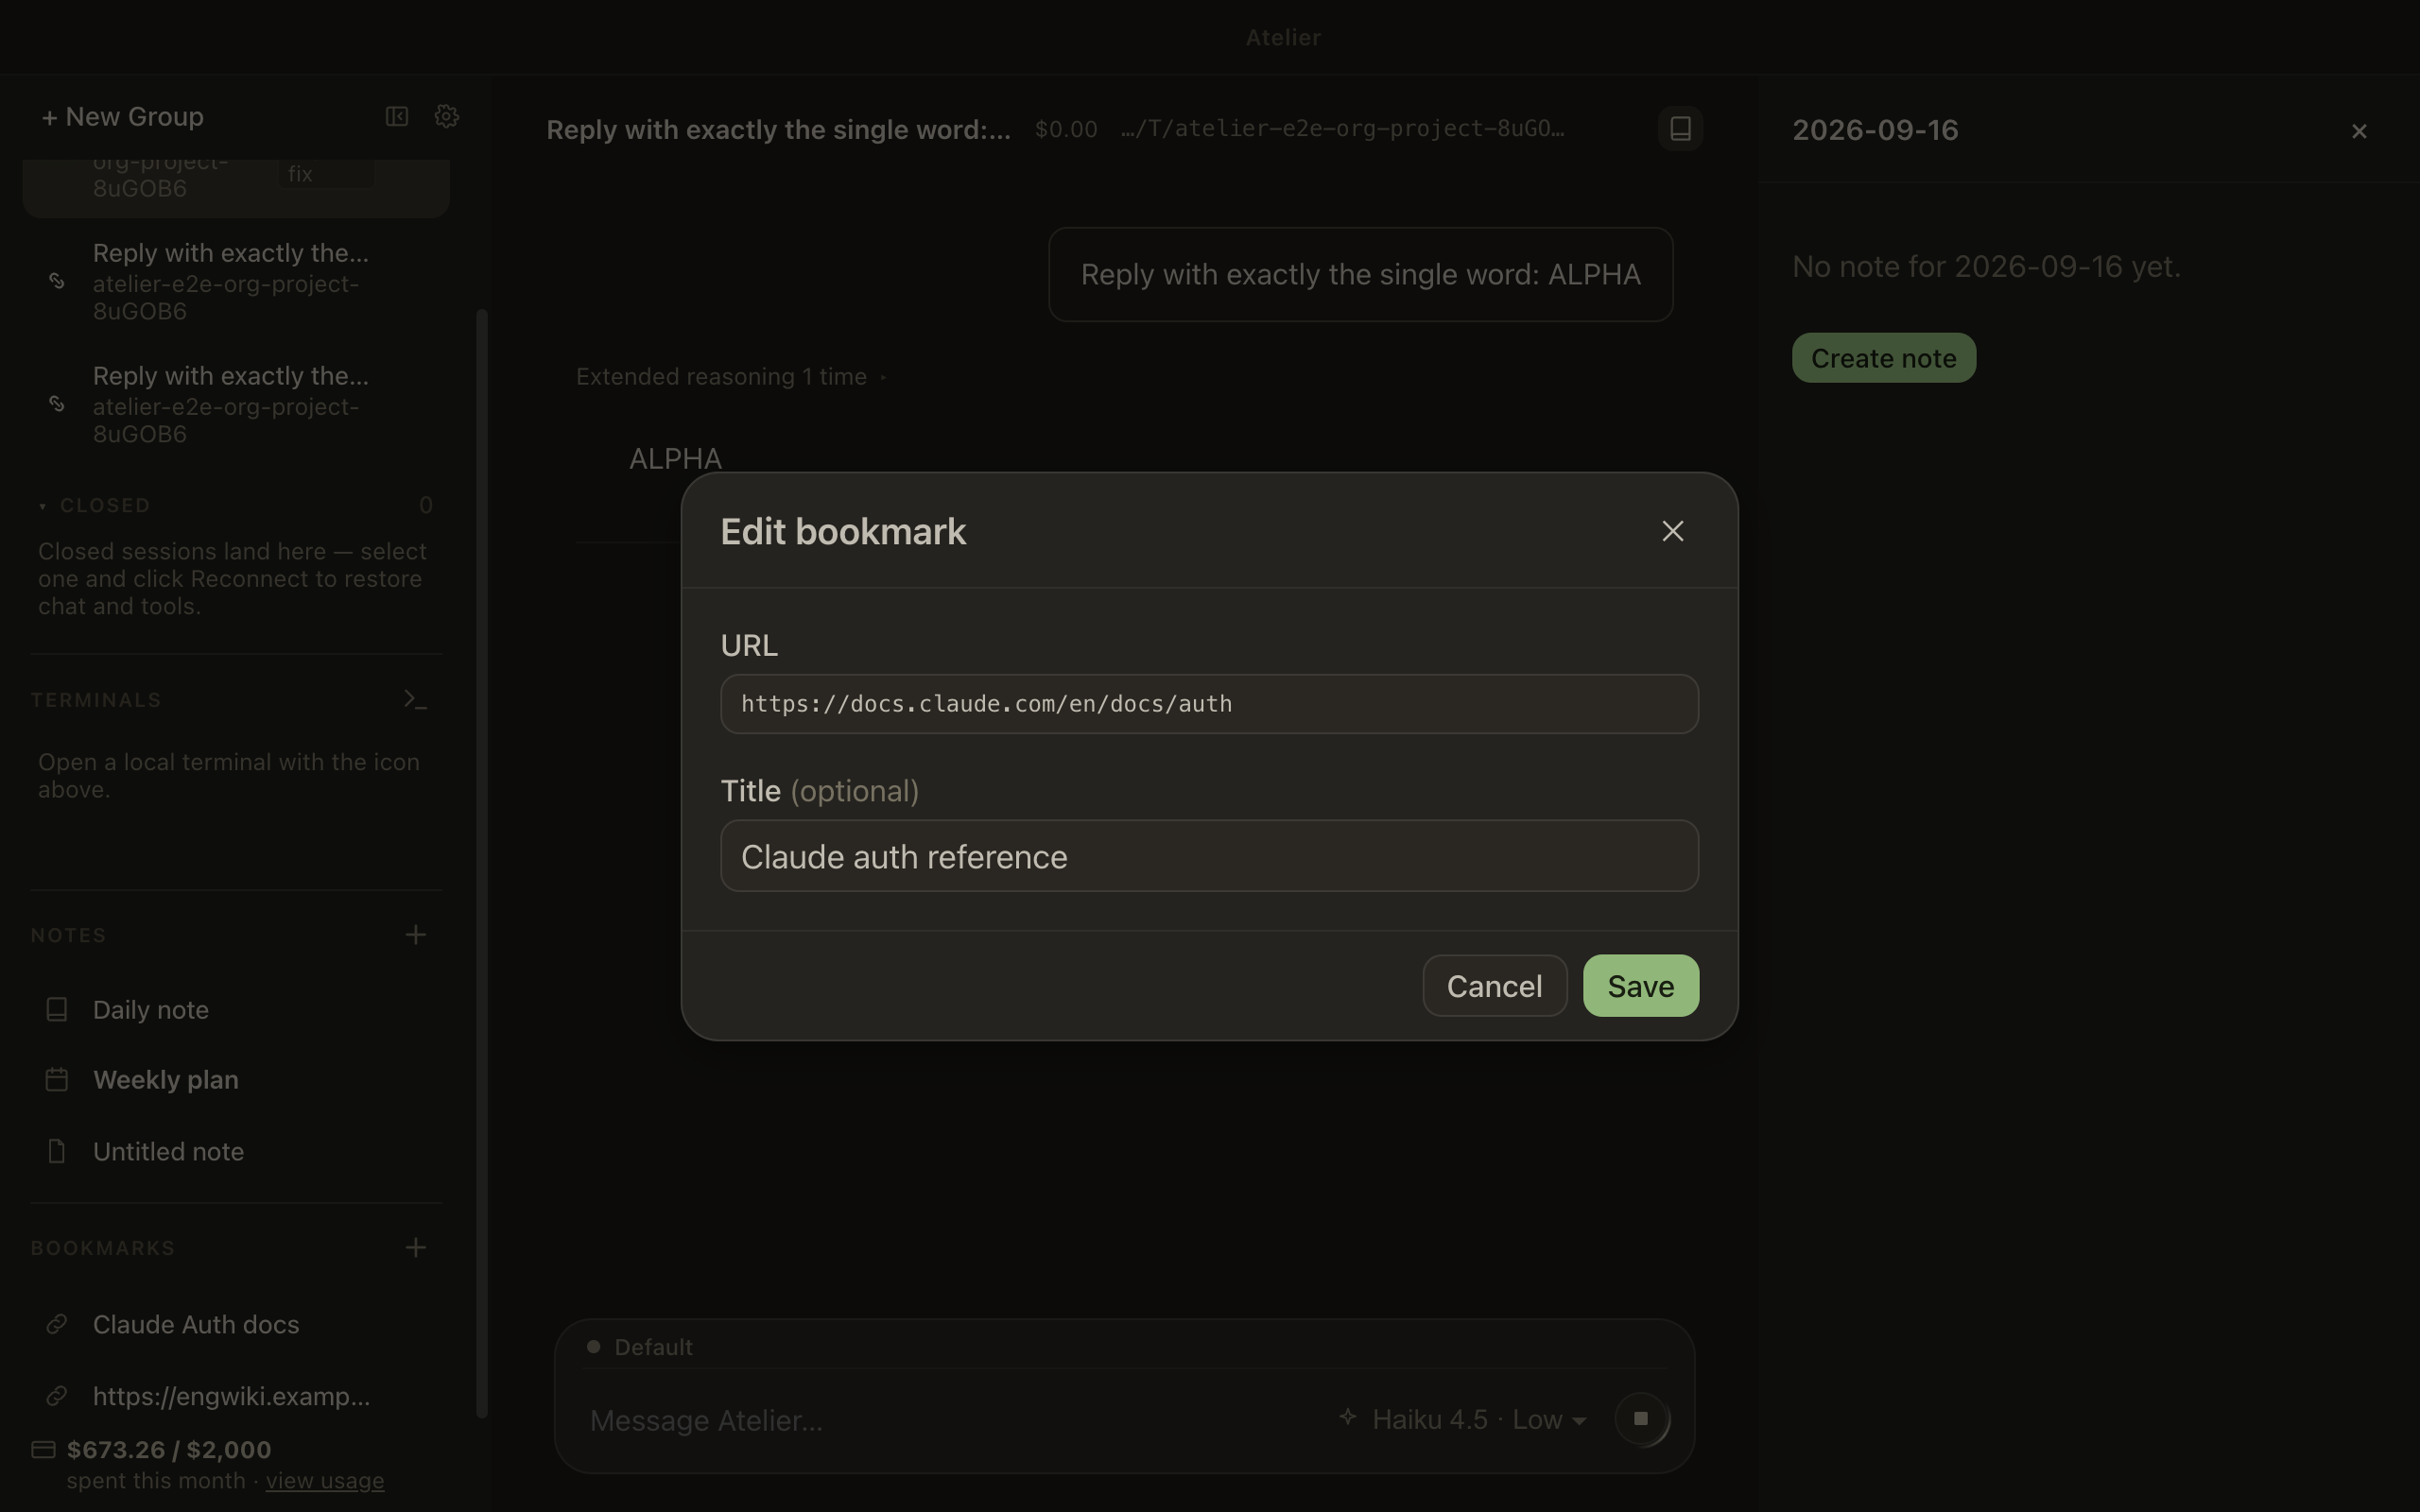 Atelier
+ New Group
org-project-
8uGOB6
fix
Reply with exactly the...
atelier-e2e-org-project-
8uGOB6
Reply with exactly the...
atelier-e2e-org-project-
8uGOB6
CLOSED 0
Closed sessions land here — select
one and click Reconnect to restore
chat and tools.
TERMINALS
Open a local terminal with the icon
above.
NOTES
Daily note
Weekly plan
Untitled note
BOOKMARKS
Claude Auth docs
https://engwiki.examp...
$673.26 / $2,000
spent this month · view usage
Reply with exactly the single word:... $0.00 …/T/atelier-e2e-org-project-8uGO…
Reply with exactly the single word: ALPHA
Extended reasoning 1 time
ALPHA
Edit bookmark
URL
https://docs.claude.com/en/docs/auth
Title (optional)
Claude auth reference
Cancel Save
Default
Message Atelier...
Haiku 4.5 · Low
2026-09-16
No note for 2026-09-16 yet.
Create note